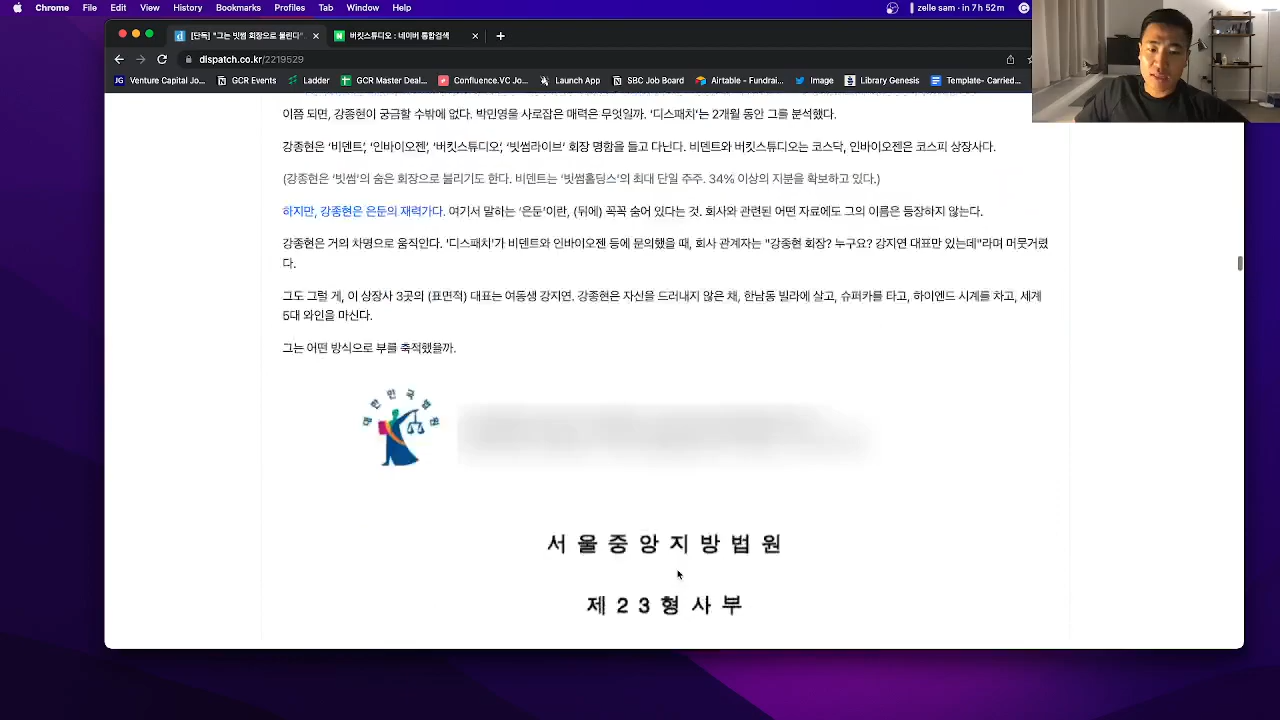 Chrome File Edit View History Bookmarks Profiles Tab Window Help
zelle sam · in 7 h 52m
[단독] "그는 빗썸 회장으로 불린다"
버킷스튜디오 : 네이버 통합검색
dispatch.co.kr/2219529
Venture Capital Jo... GCR Events Ladder GCR Master Deal... Confluence.VC Jo... Launch App SBC Job Board Airtable - Fundrai... Image Library Genesis Template- Carried...
이쯤 되면, 강종현이 궁금할 수밖에 없다. 박민영을 사로잡은 매력은 무엇일까. '디스패치'는 2개월 동안 그를 분석했다.
강종현은 '비덴트', '인바이오젠', '버킷스튜디오', '빗썸라이브' 회장 명함을 들고 다닌다. 비덴트와 버킷스튜디오는 코스닥, 인바이오젠은 코스피 상장사다.
(강종현은 '빗썸'의 숨은 회장으로 불리기도 한다. 비덴트는 '빗썸홀딩스'의 최대 단일 주주. 34% 이상의 지분을 확보하고 있다.)
하지만, 강종현은 은둔의 재력가다. 여기서 말하는 '은둔'이란, (뒤에) 꼭꼭 숨어 있다는 것. 회사와 관련된 어떤 자료에도 그의 이름은 등장하지 않는다.
강종현은 거의 차명으로 움직인다. '디스패치'가 비덴트와 인바이오젠 등에 문의했을 때, 회사 관계자는 "강종현 회장? 누구요? 강지연 대표만 있는데"라며 머뭇거렸
다.
그도 그럴 게, 이 상장사 3곳의 (표면적) 대표는 여동생 강지연. 강종현은 자신을 드러내지 않은 채, 한남동 빌라에 살고, 슈퍼카를 타고, 하이엔드 시계를 차고, 세계
5대 와인을 마신다.
그는 어떤 방식으로 부를 축적했을까.
대한민국법원
서울중앙지방법원
제23형사부